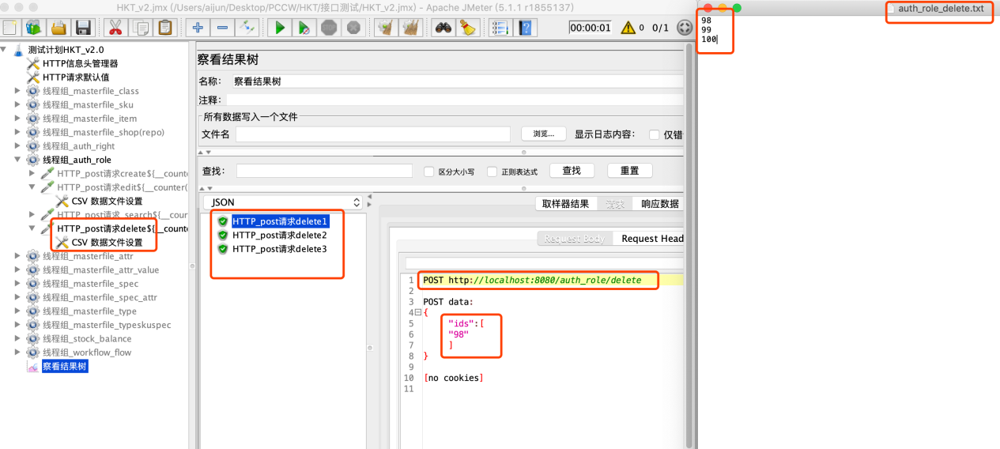 HKT_v2.jmx (/Users/aijun/Desktop/PCCW/HKT/接口测试/HKT_v2.jmx) - Apache JMeter (5.1.1 r1855137)
00:00:01
0 0/1
测试计划HKT_v2.0
HTTP信息头管理器
HTTP请求默认值
线程组_masterfile_class
线程组_masterfile_sku
线程组_masterfile_item
线程组_masterfile_shop(repo)
线程组_auth_right
线程组_auth_role
HTTP_post请求create${__counte
HTTP_post请求edit${__counter(
CSV 数据文件设置
HTTP_post请求_search${__coun
HTTP_post请求delete${__counte
CSV 数据文件设置
线程组_masterfile_attr
线程组_masterfile_attr_value
线程组_masterfile_spec
线程组_masterfile_spec_attr
线程组_masterfile_type
线程组_masterfile_typeskuspec
线程组_stock_balance
线程组_workflow_flow
察看结果树
察看结果树
名称: 察看结果树
注释:
所有数据写入一个文件
文件名 浏览... 显示日志内容: 仅错
查找: 区分大小写 正则表达式 查找 重置
JSON
HTTP_post请求delete1
HTTP_post请求delete2
HTTP_post请求delete3
取样器结果 请求 响应数据
Request Body Request Head
1 POST http://localhost:8080/auth_role/delete
2
3 POST data:
4 {
5 "ids":[
6 "98"
7 ]
8 }
9
10 [no cookies]
11
auth_role_delete.txt
98
99
100